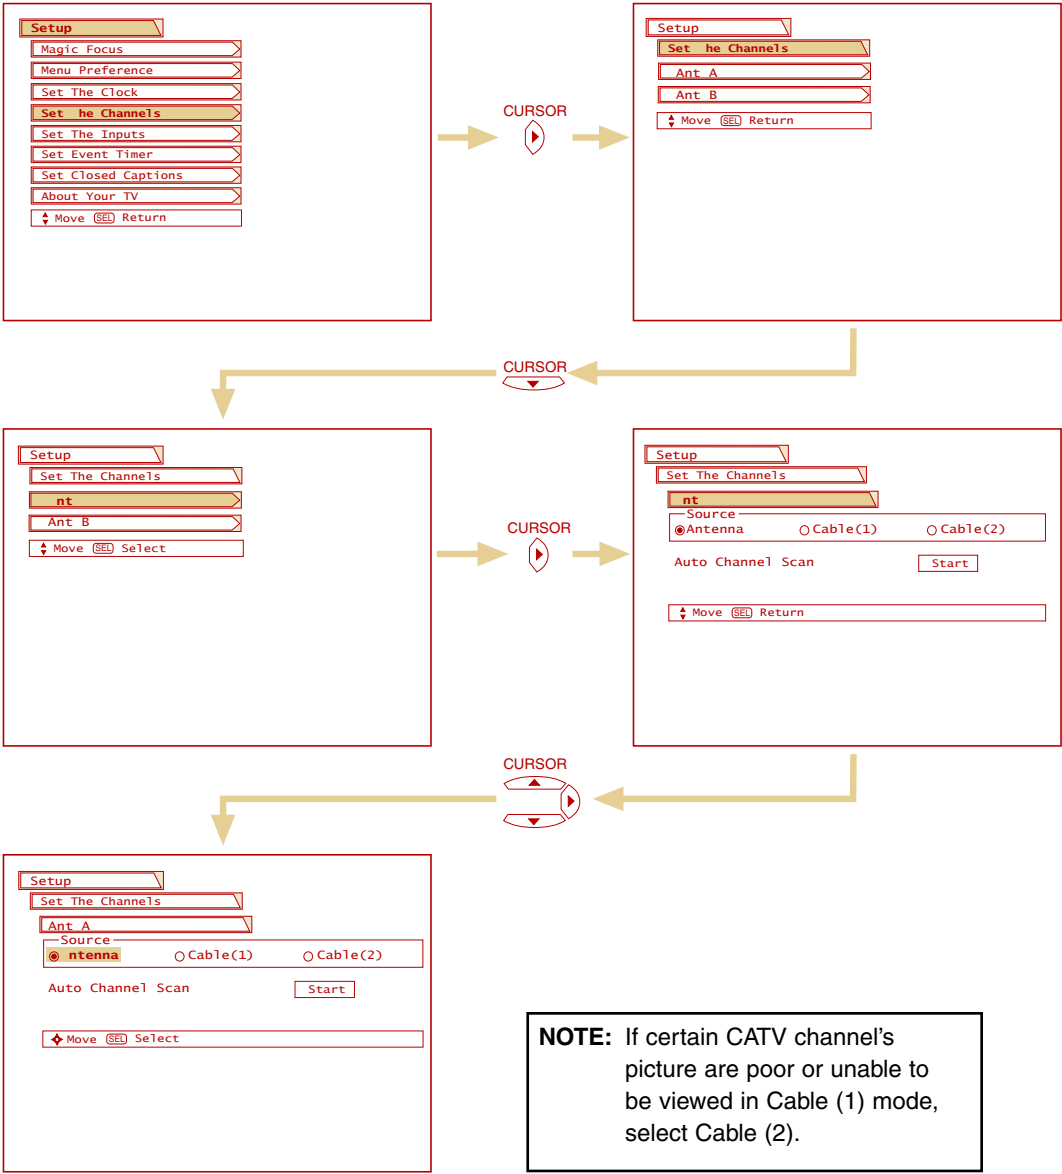 Setup
Magic Focus
Menu Preference
Set The Clock
Set he Channels
Set The Inputs
Set Event Timer
Set Closed Captions
About Your TV
Move SEL Return
CURSOR
Setup
Set he Channels
Ant A
Ant B
Move SEL Return
CURSOR
Setup
Set The Channels
nt
Ant B
Move SEL Select
CURSOR
Setup
Set The Channels
nt
Source
Antenna Cable(1) Cable(2)
Auto Channel Scan Start
Move SEL Return
CURSOR
Setup
Set The Channels
Ant A
Source
ntenna Cable(1) Cable(2)
Auto Channel Scan Start
Move SEL Select
NOTE: If certain CATV channel's
picture are poor or unable to
be viewed in Cable (1) mode,
select Cable (2).